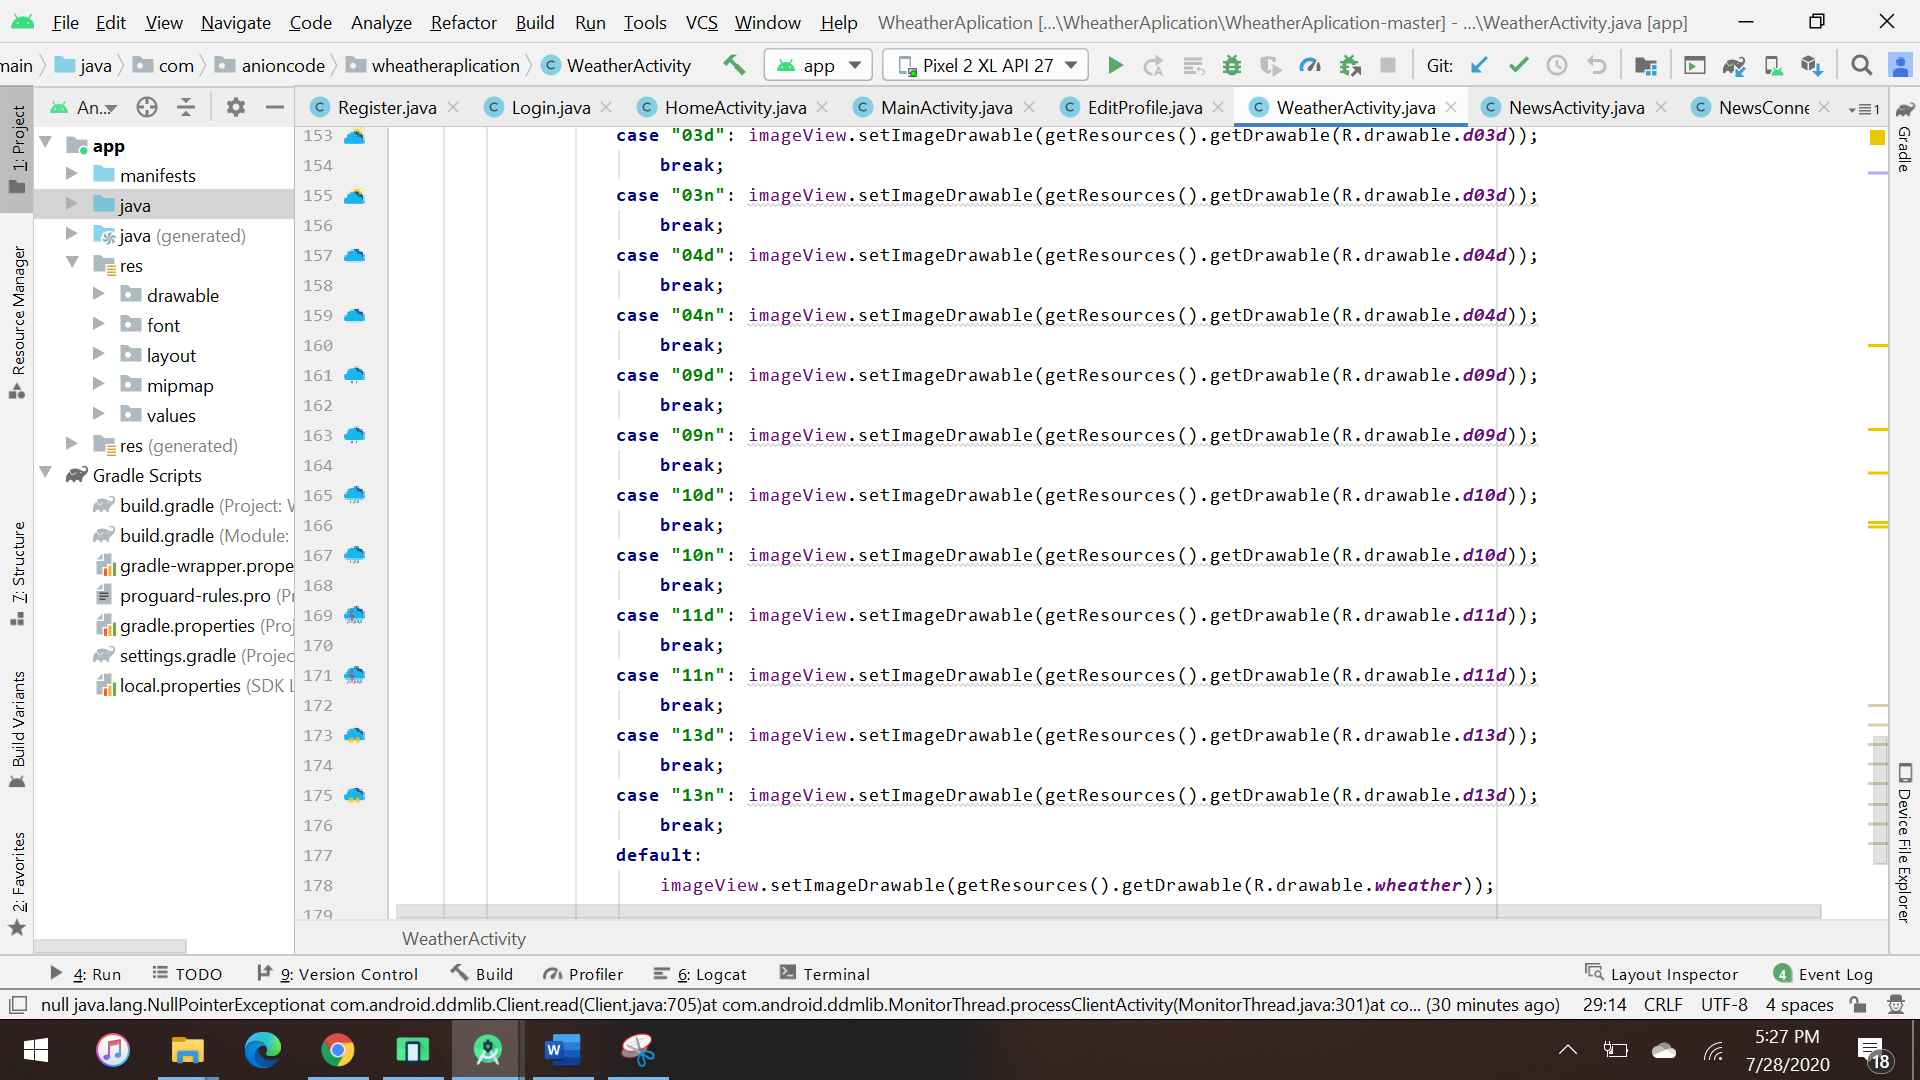 File Edit View Navigate Code Analyze Refactor Build Run Tools VCS Window Help WheatherAplication [...\WheatherAplication\WheatherAplication-master] - ...\WeatherActivity.java [app]
main java com anioncode wheatheraplication WeatherActivity app Pixel 2 XL API 27 Git:
An... Register.java Login.java HomeActivity.java MainActivity.java EditProfile.java WeatherActivity.java NewsActivity.java NewsConne 1
1: Project
Resource Manager
7: Structure
Build Variants
2: Favorites
app
manifests
java
java (generated)
res
drawable
font
layout
mipmap
values
res (generated)
Gradle Scripts
build.gradle (Project: W
build.gradle (Module:
gradle-wrapper.prope
proguard-rules.pro (P
gradle.properties (Proj
settings.gradle (Projec
local.properties (SDK L
153 case "03d": imageView.setImageDrawable(getResources().getDrawable(R.drawable.d03d));
154 break;
155 case "03n": imageView.setImageDrawable(getResources().getDrawable(R.drawable.d03d));
156 break;
157 case "04d": imageView.setImageDrawable(getResources().getDrawable(R.drawable.d04d));
158 break;
159 case "04n": imageView.setImageDrawable(getResources().getDrawable(R.drawable.d04d));
160 break;
161 case "09d": imageView.setImageDrawable(getResources().getDrawable(R.drawable.d09d));
162 break;
163 case "09n": imageView.setImageDrawable(getResources().getDrawable(R.drawable.d09d));
164 break;
165 case "10d": imageView.setImageDrawable(getResources().getDrawable(R.drawable.d10d));
166 break;
167 case "10n": imageView.setImageDrawable(getResources().getDrawable(R.drawable.d10d));
168 break;
169 case "11d": imageView.setImageDrawable(getResources().getDrawable(R.drawable.d11d));
170 break;
171 case "11n": imageView.setImageDrawable(getResources().getDrawable(R.drawable.d11d));
172 break;
173 case "13d": imageView.setImageDrawable(getResources().getDrawable(R.drawable.d13d));
174 break;
175 case "13n": imageView.setImageDrawable(getResources().getDrawable(R.drawable.d13d));
176 break;
177 default:
178 imageView.setImageDrawable(getResources().getDrawable(R.drawable.wheather));
179
WeatherActivity
Gradle
Device File Explorer
4: Run TODO 9: Version Control Build Profiler 6: Logcat Terminal Layout Inspector 4 Event Log
null java.lang.NullPointerExceptionat com.android.ddmlib.Client.read(Client.java:705)at com.android.ddmlib.MonitorThread.processClientActivity(MonitorThread.java:301)at co... (30 minutes ago) 29:14 CRLF UTF-8 4 spaces
W
5:27 PM
7/28/2020
18